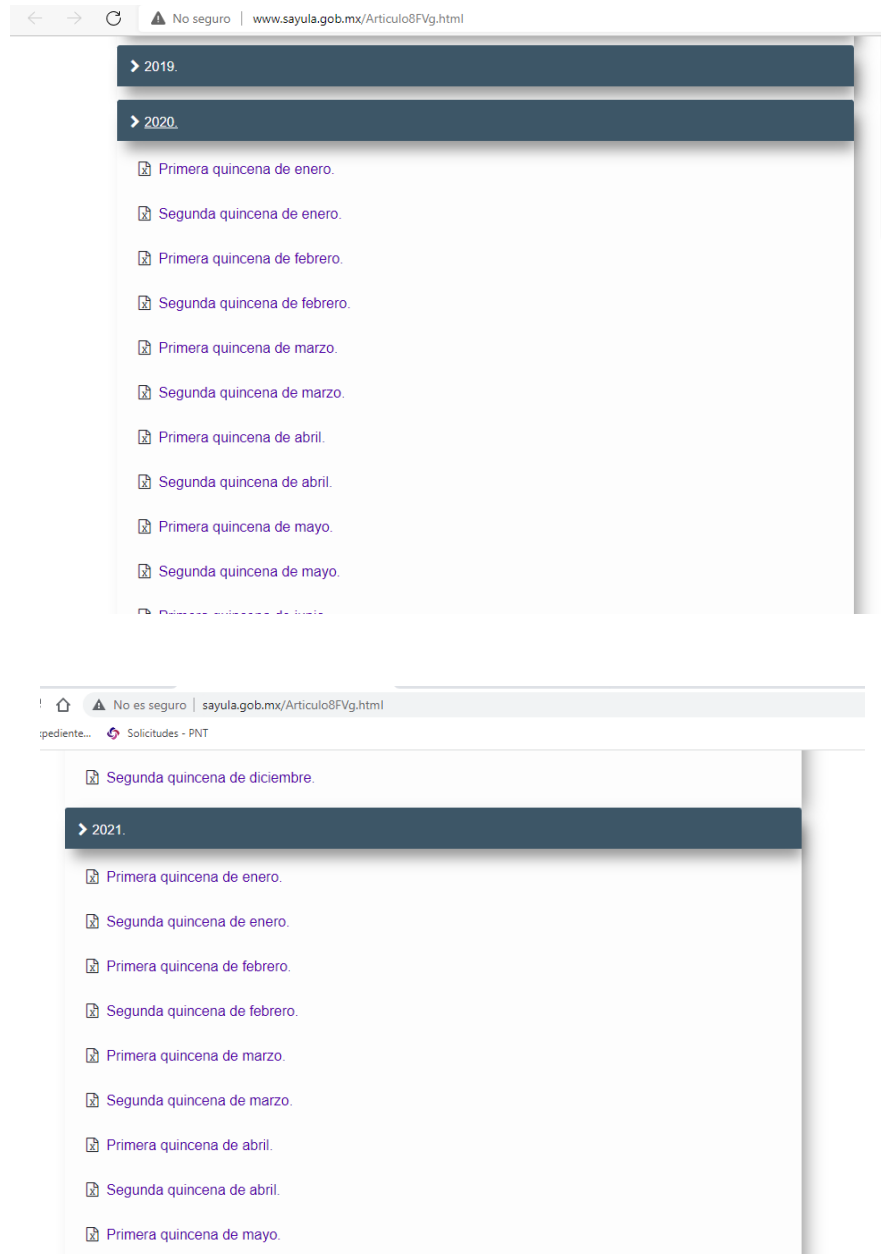 No seguro | www.sayula.gob.mx/Articulo8FVg.html
2019.
2020.
Primera quincena de enero.
Segunda quincena de enero.
Primera quincena de febrero.
Segunda quincena de febrero.
Primera quincena de marzo.
Segunda quincena de marzo.
Primera quincena de abril.
Segunda quincena de abril.
Primera quincena de mayo.
Segunda quincena de mayo.
Primera quincena de junio.
No es seguro | sayula.gob.mx/Articulo8FVg.html
xpediente... Solicitudes - PNT
Segunda quincena de diciembre.
2021.
Primera quincena de enero.
Segunda quincena de enero.
Primera quincena de febrero.
Segunda quincena de febrero.
Primera quincena de marzo.
Segunda quincena de marzo.
Primera quincena de abril.
Segunda quincena de abril.
Primera quincena de mayo.